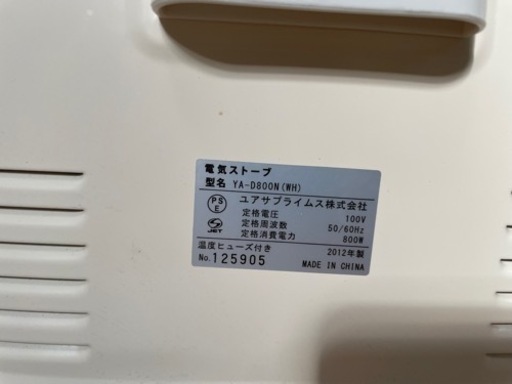 電気ストーブ
型名 YA-D800N(WH)
PSE ユアサプライムス株式会社
定格電圧 100V
定格周波数 50/60Hz
JET 定格消費電力 800W
温度ヒューズ付き 2012年製
No.125905 MADE IN CHINA